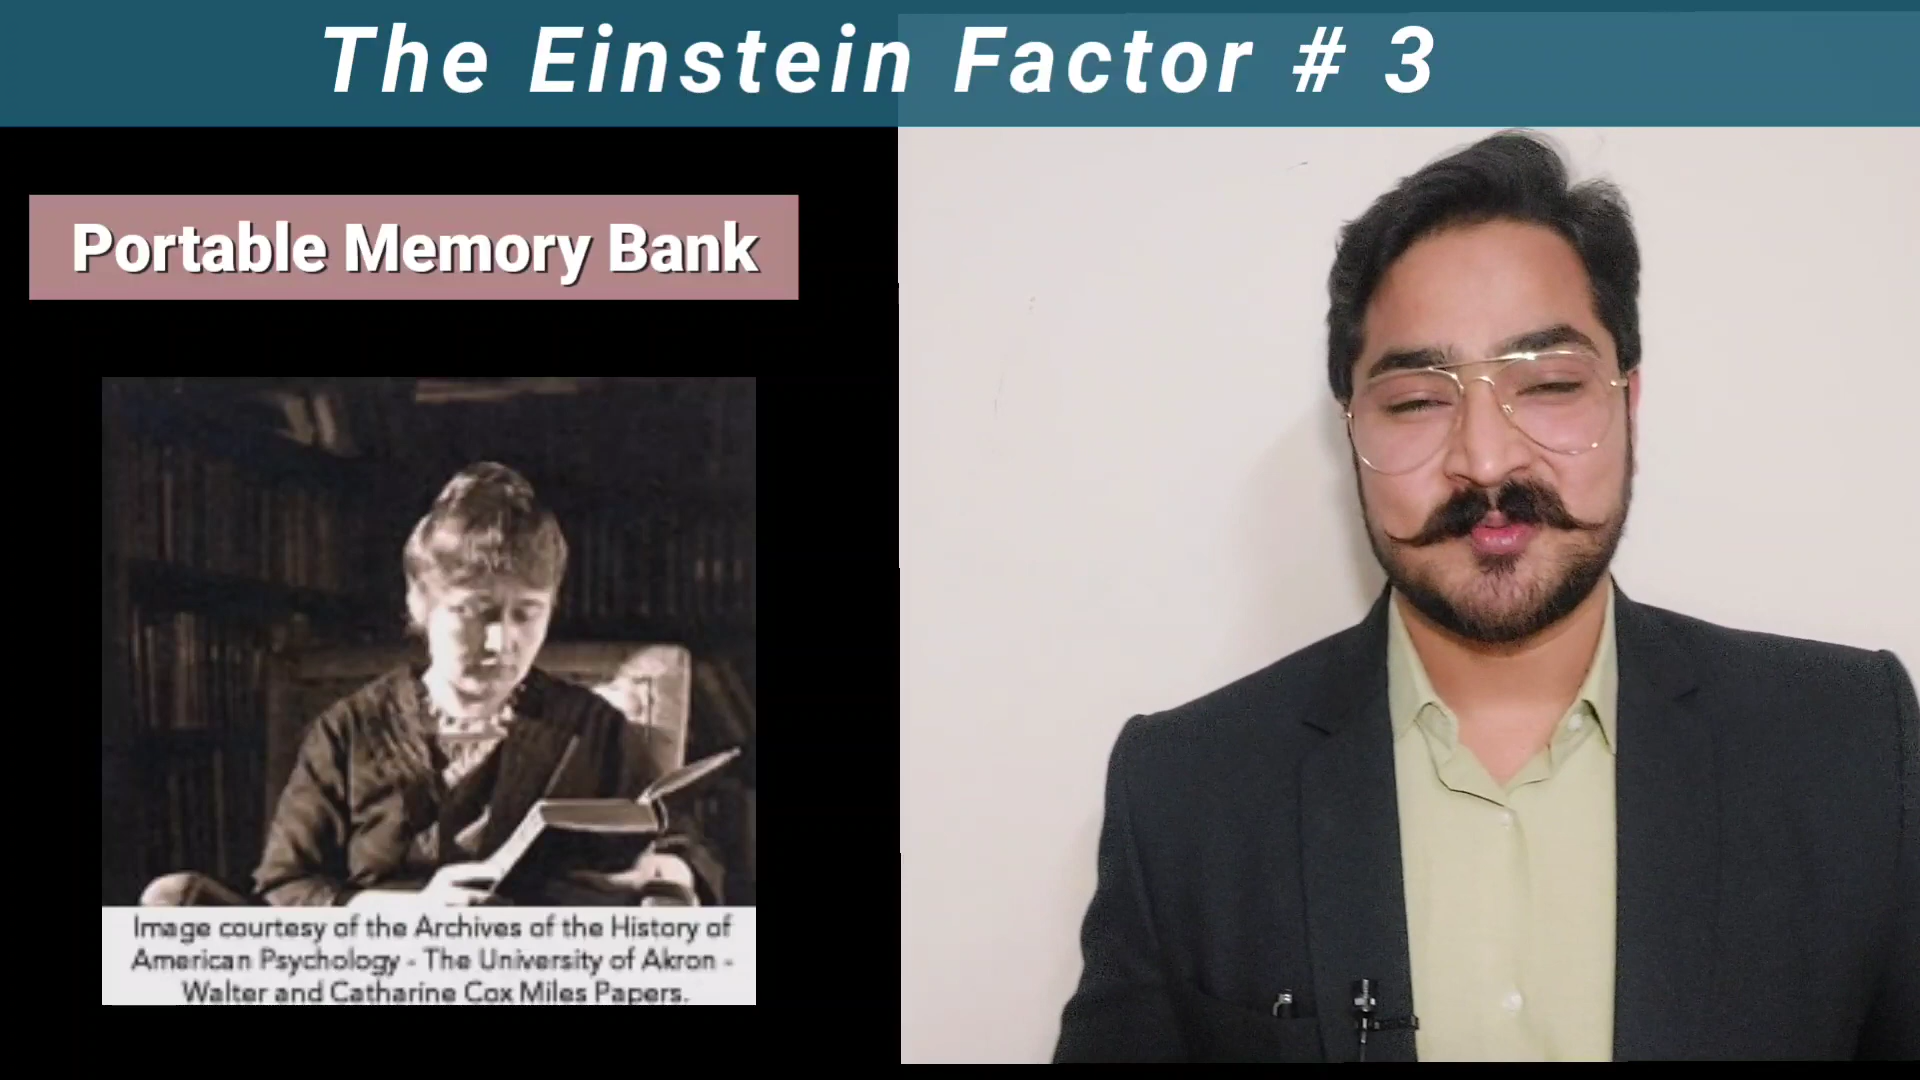 The Einstein Factor # 3
Portable Memory Bank
Image courtesy of the Archives of the History of
American Psychology - The University of Akron -
Walter and Catharine Cox Miles Papers.